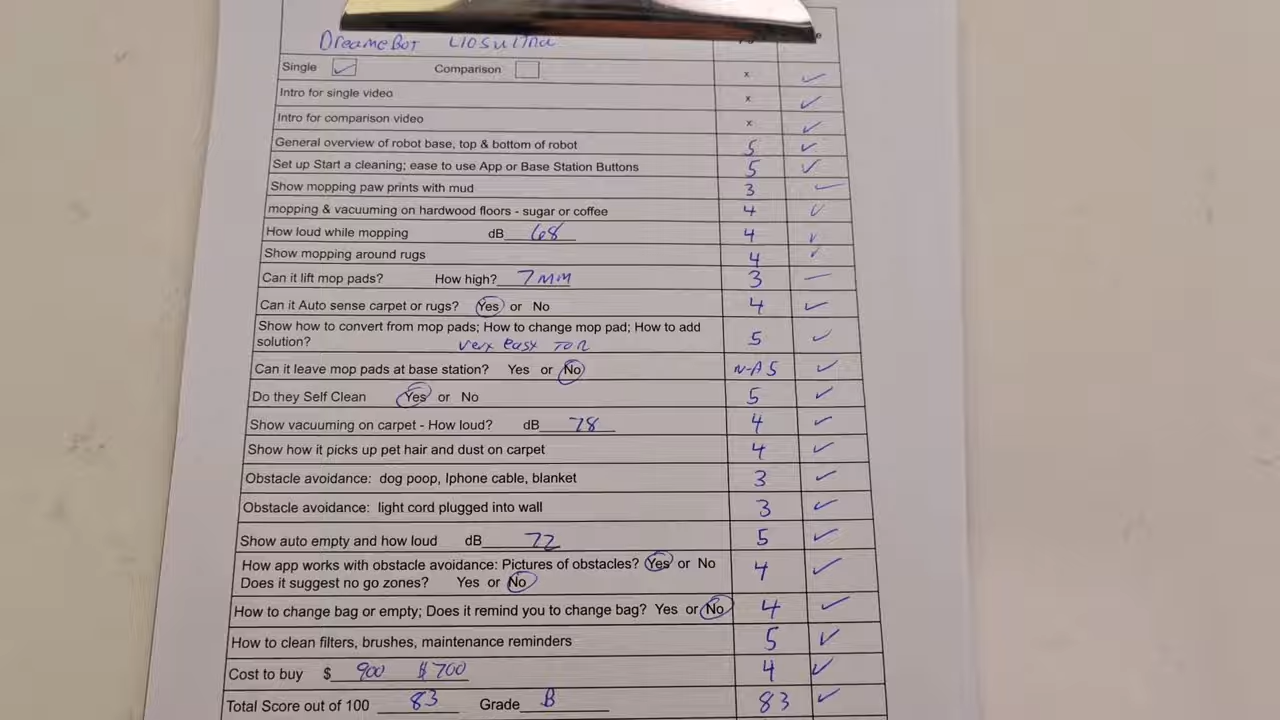 DreameBot L10s Ultra
Single ✓ Comparison x ✓
Intro for single video x ✓
Intro for comparison video x ✓
General overview of robot base, top & bottom of robot 5 ✓
Set up Start a cleaning; ease to use App or Base Station Buttons 5 ✓
Show mopping paw prints with mud 3 ✓
mopping & vacuuming on hardwood floors - sugar or coffee 4 ✓
How loud while mopping dB 68 4 ✓
Show mopping around rugs 4 ✓
Can it lift mop pads? How high? 7mm 3 —
Can it Auto sense carpet or rugs? Yes or No 4 ✓
Show how to convert from mop pads; How to change mop pad; How to add
solution? very easy 5 ✓
Can it leave mop pads at base station? Yes or No N-A 5 ✓
Do they Self Clean Yes or No 5 ✓
Show vacuuming on carpet - How loud? dB 78 4 ✓
Show how it picks up pet hair and dust on carpet 4 ✓
Obstacle avoidance: dog poop, Iphone cable, blanket 3 ✓
Obstacle avoidance: light cord plugged into wall 3 ✓
Show auto empty and how loud dB 72 5 ✓
How app works with obstacle avoidance: Pictures of obstacles? Yes or No
Does it suggest no go zones? Yes or No 4 ✓
How to change bag or empty; Does it remind you to change bag? Yes or No 4 ✓
How to clean filters, brushes, maintenance reminders 5 ✓
Cost to buy $ 900 $700 4 ✓
Total Score out of 100 83 Grade B 83 ✓